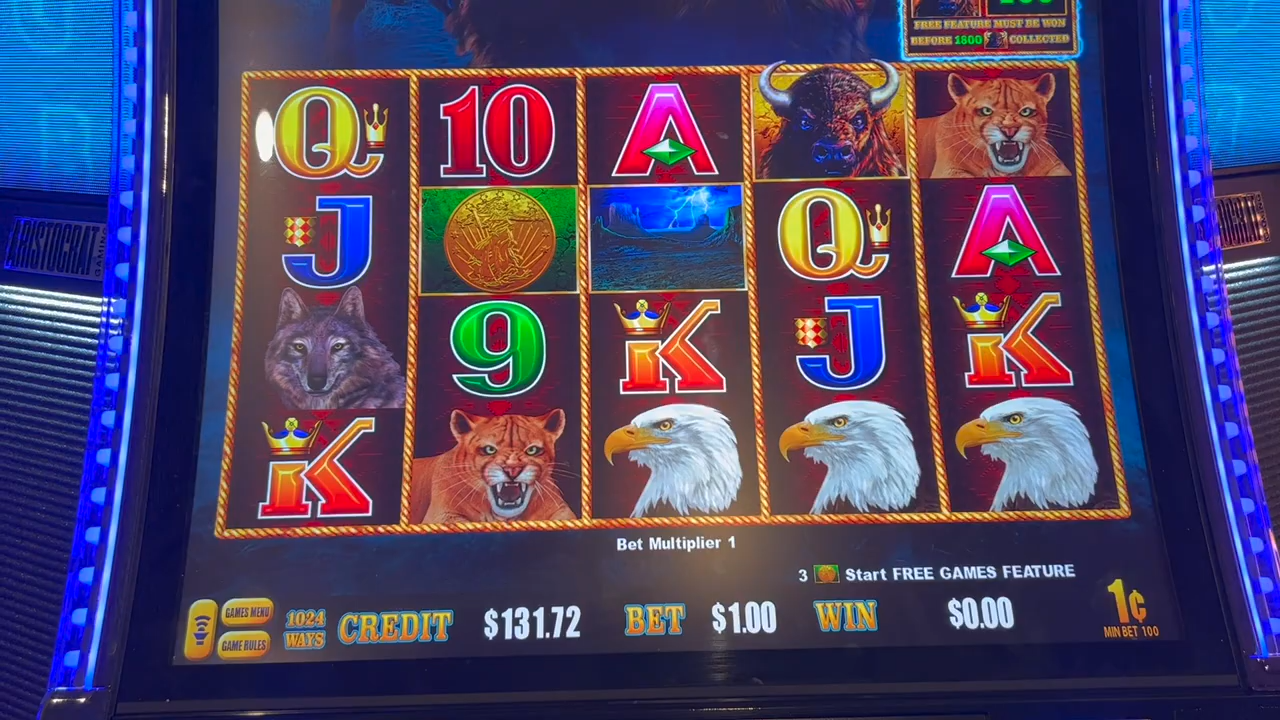 FREE FEATURE MUST BE WON
BEFORE 1800 COLLECTED
ARISTOCRAT
GAMING
Q 10 A
J Q A
9 K J K
K
Bet Multiplier 1
3 Start FREE GAMES FEATURE
GAMES MENU
GAME RULES
1024
WAYS
CREDIT $131.72 BET $1.00 WIN $0.00
1¢
MIN BET 100